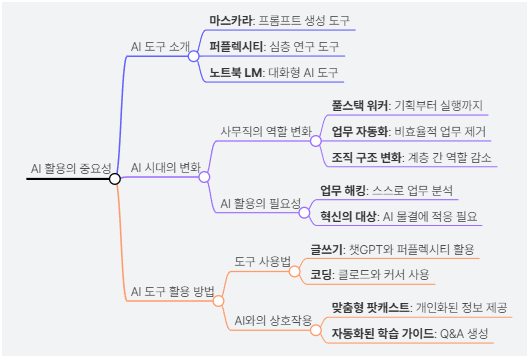 마스카라: 프롬프트 생성 도구
AI 도구 소개
퍼플렉시티: 심층 연구 도구
노트북 LM: 대화형 AI 도구
풀스택 워커: 기획부터 실행까지
사무직의 역할 변화
업무 자동화: 비효율적 업무 제거
조직 구조 변화: 계층 간 역할 감소
AI 활용의 중요성
AI 시대의 변화
업무 해킹: 스스로 업무 분석
AI 활용의 필요성
혁신의 대상: AI 물결에 적응 필요
글쓰기: 챗GPT와 퍼플렉시티 활용
도구 사용법
코딩: 클로드와 커서 사용
AI 도구 활용 방법
맞춤형 팟캐스트: 개인화된 정보 제공
AI와의 상호작용
자동화된 학습 가이드: Q&A 생성